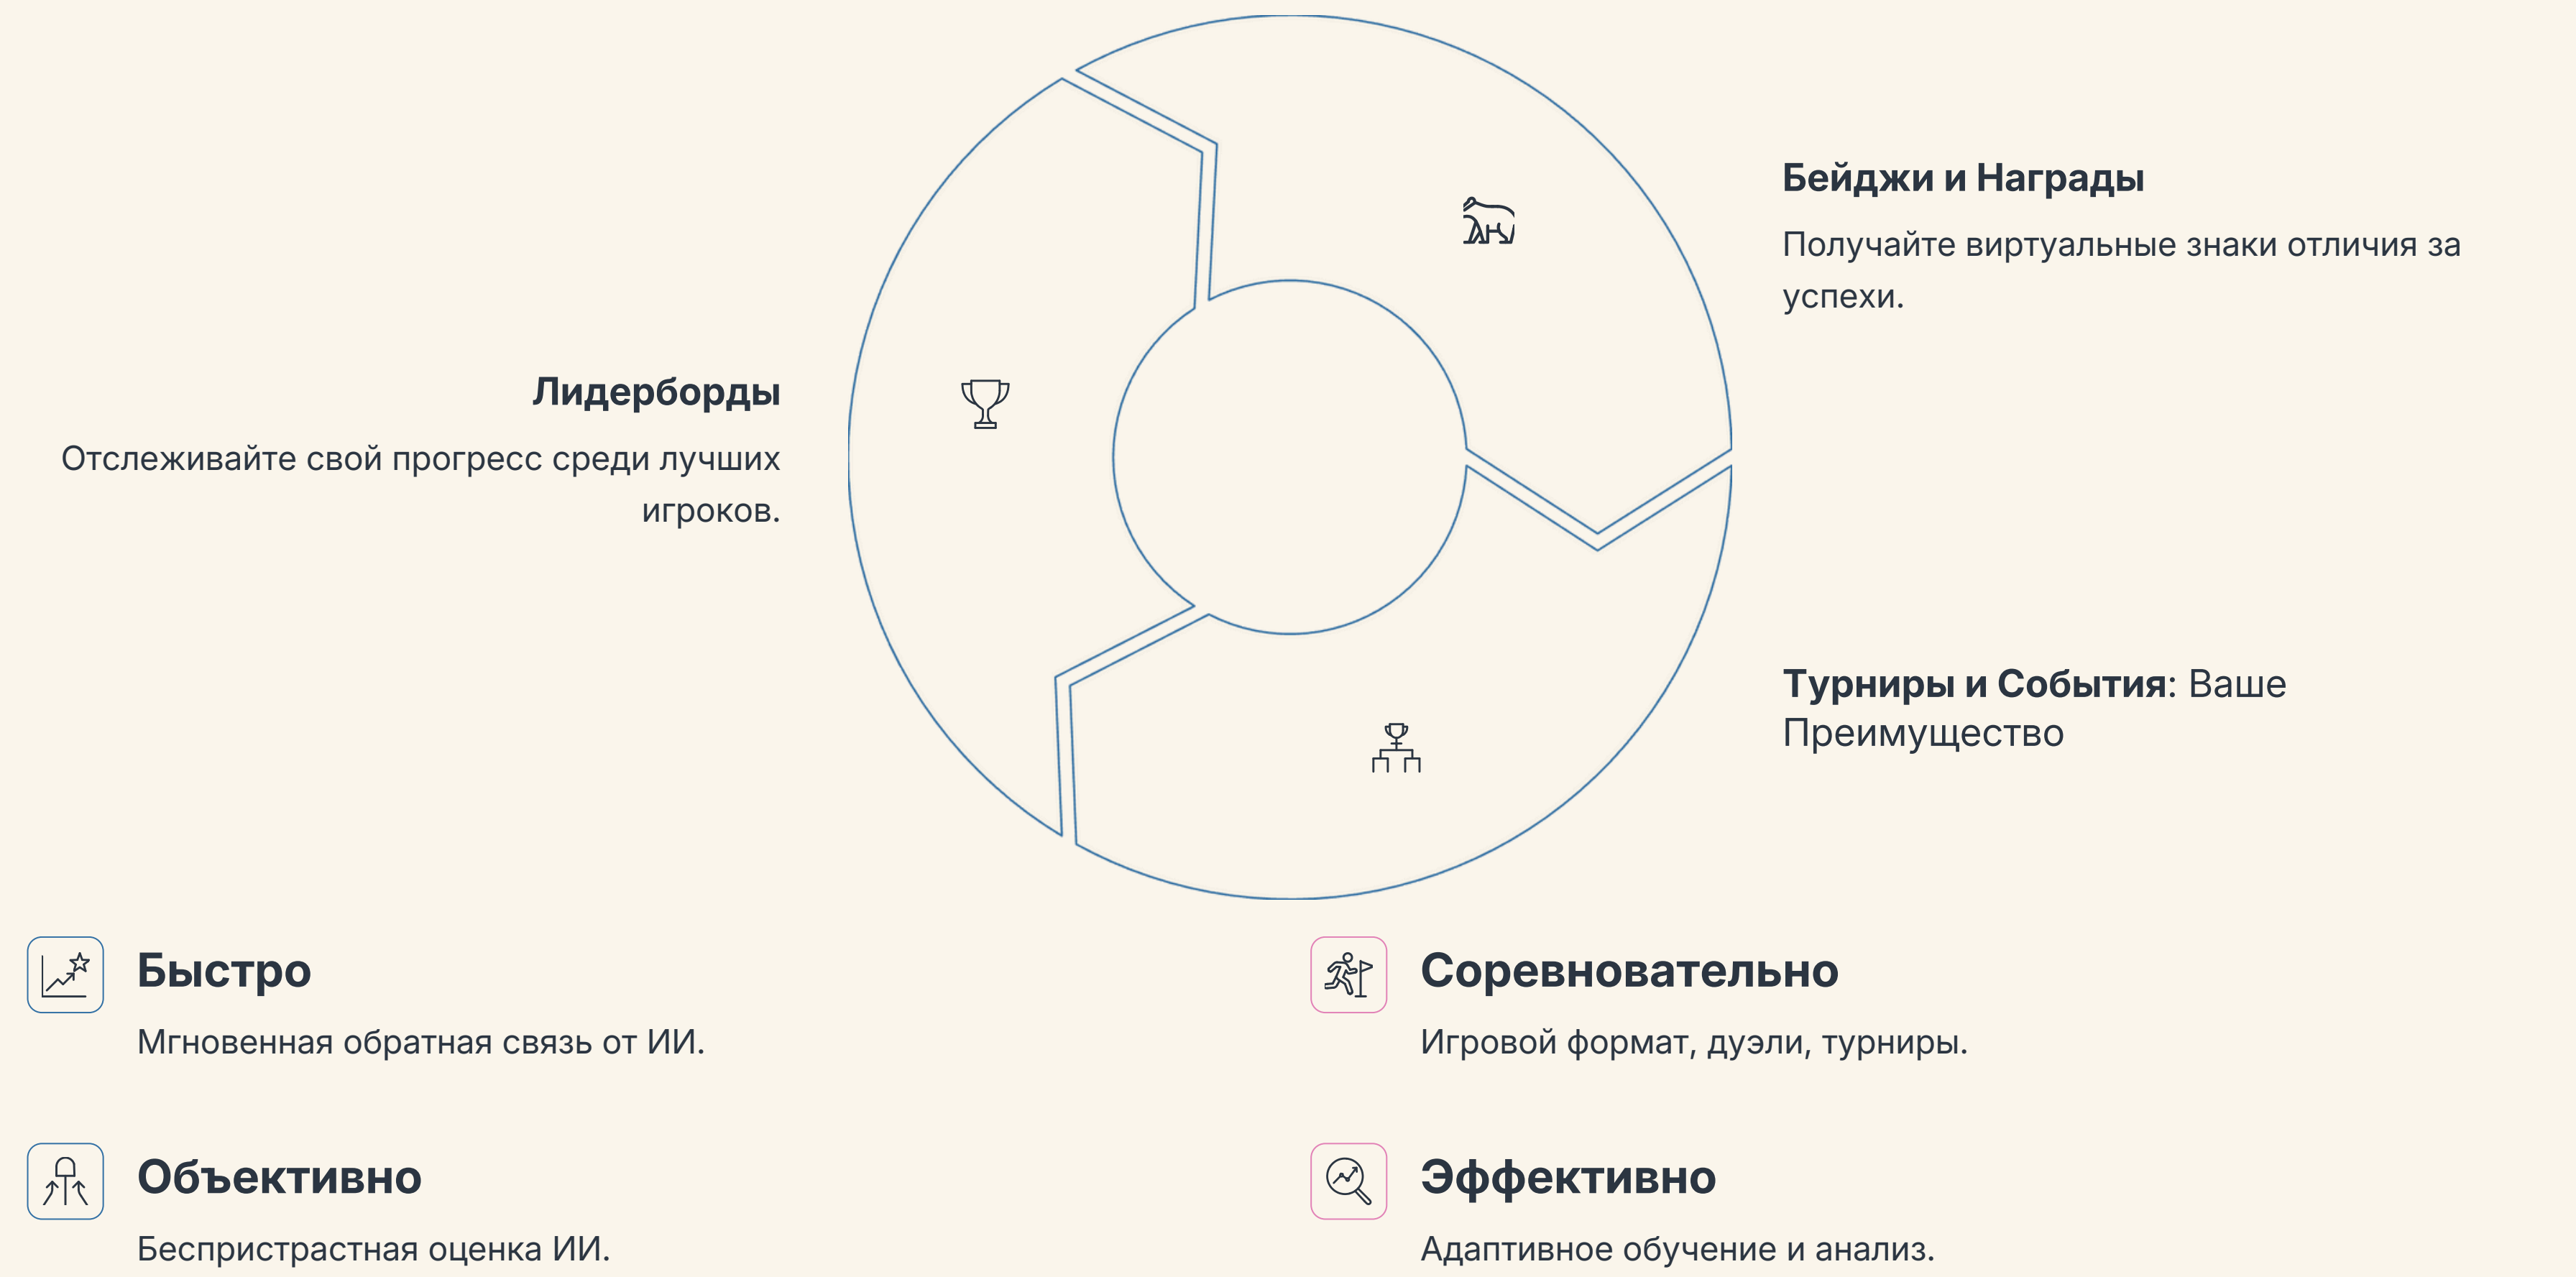 Бейджи и Награды
Получайте виртуальные знаки отличия за
успехи.
Лидерборды
Отслеживайте свой прогресс среди лучших
игроков.
Турниры и События: Ваше
Преимущество
Быстро
Мгновенная обратная связь от ИИ.
Соревновательно
Игровой формат, дуэли, турниры.
Объективно
Беспристрастная оценка ИИ.
Эффективно
Адаптивное обучение и анализ.